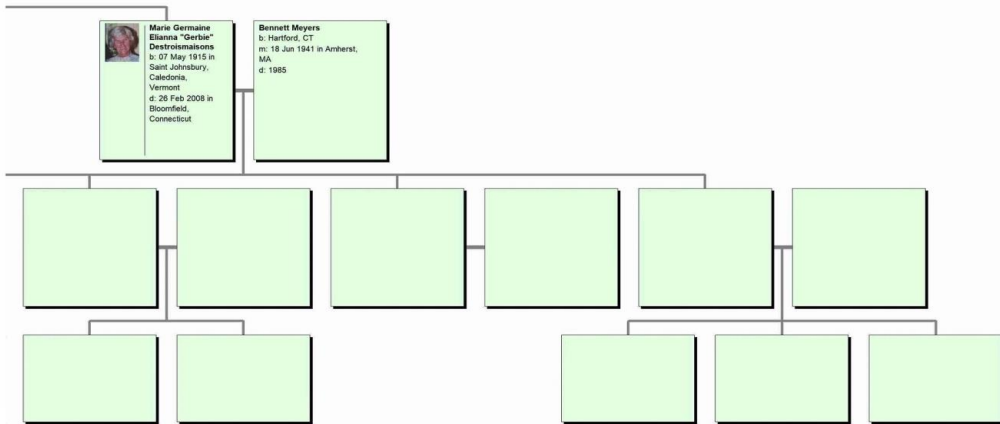 Marie Germaine
Elianna "Gerbie"
Destroismaisons
b: 07 May 1915 in
Saint Johnsbury,
Caledonia,
Vermont
d: 26 Feb 2008 in
Bloomfield,
Connecticut
Bennett Meyers
b: Hartford, CT
m: 18 Jun 1941 in Amherst,
MA
d: 1985